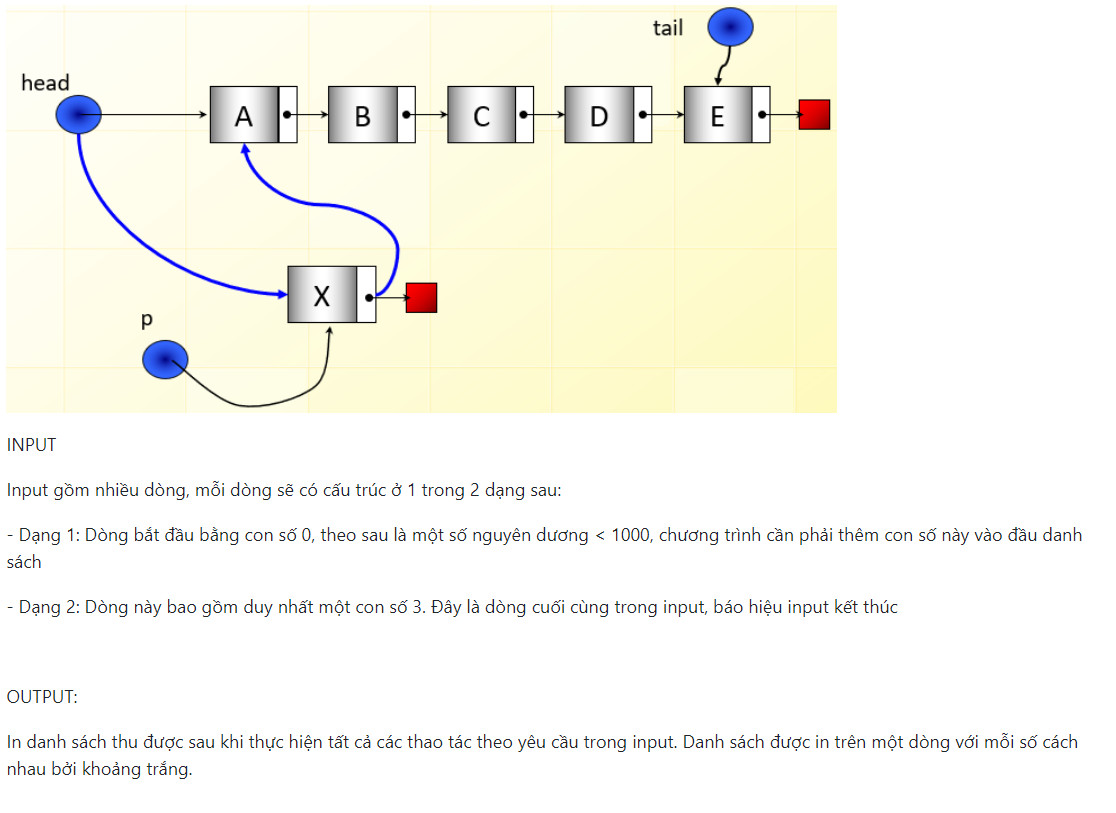 tail
head
A B C D E
X
p
INPUT
Input gồm nhiều dòng, mỗi dòng sẽ có cấu trúc ở 1 trong 2 dạng sau:
- Dạng 1: Dòng bắt đầu bằng con số 0, theo sau là một số nguyên dương < 1000, chương trình cần phải thêm con số này vào đầu danh
sách
- Dạng 2: Dòng này bao gồm duy nhất một con số 3. Đây là dòng cuối cùng trong input, báo hiệu input kết thúc
OUTPUT:
In danh sách thu được sau khi thực hiện tất cả các thao tác theo yêu cầu trong input. Danh sách được in trên một dòng với mỗi số cách
nhau bởi khoảng trắng.